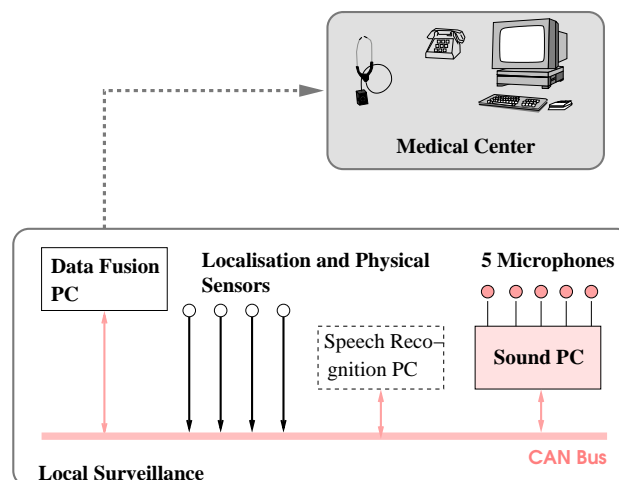 Medical Center
Data Fusion
PC
Localisation and Physical
Sensors
5 Microphones
Speech Reco–
gnition PC
Sound PC
CAN Bus
Local Surveillance